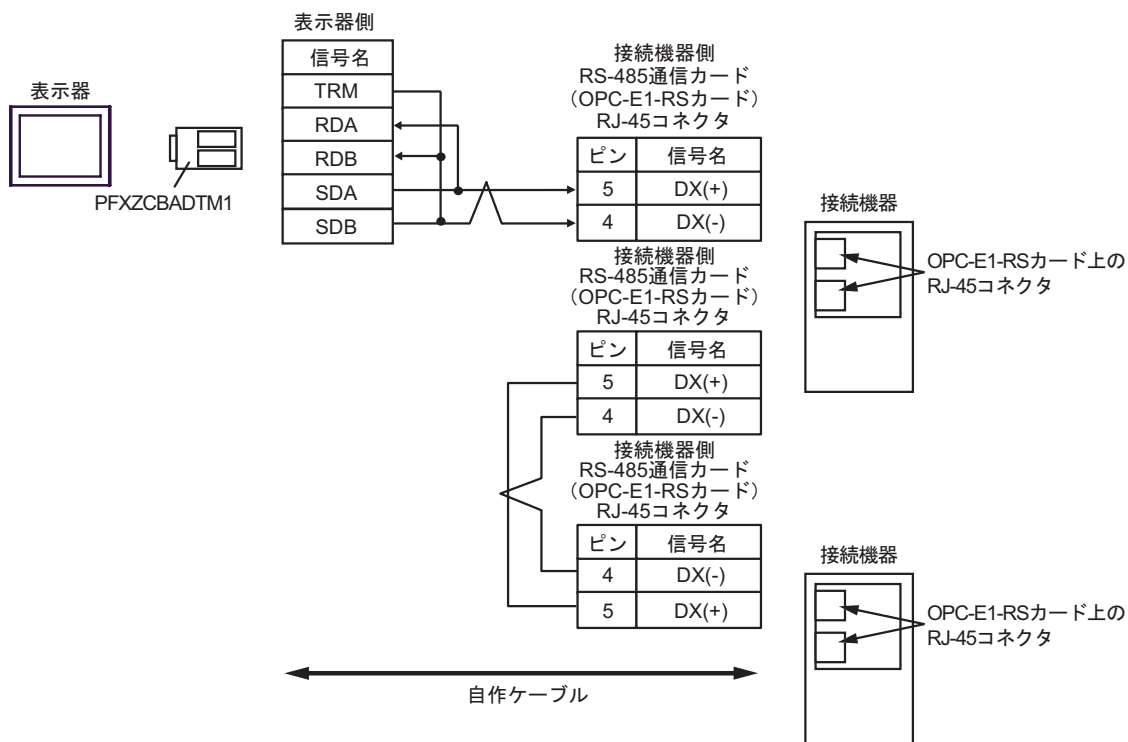 表示器
PFXZCBADTM1
表示器側
信号名
TRM
RDA
RDB
SDA
SDB
接続機器側
RS-485通信カード
（OPC-E1-RSカード）
RJ-45コネクタ
ピン 信号名
5 DX(+)
4 DX(-)
接続機器側
RS-485通信カード
（OPC-E1-RSカード）
RJ-45コネクタ
ピン 信号名
5 DX(+)
4 DX(-)
接続機器側
RS-485通信カード
（OPC-E1-RSカード）
RJ-45コネクタ
ピン 信号名
4 DX(-)
5 DX(+)
自作ケーブル
接続機器
OPC-E1-RSカード上の
RJ-45コネクタ
接続機器
OPC-E1-RSカード上の
RJ-45コネクタ